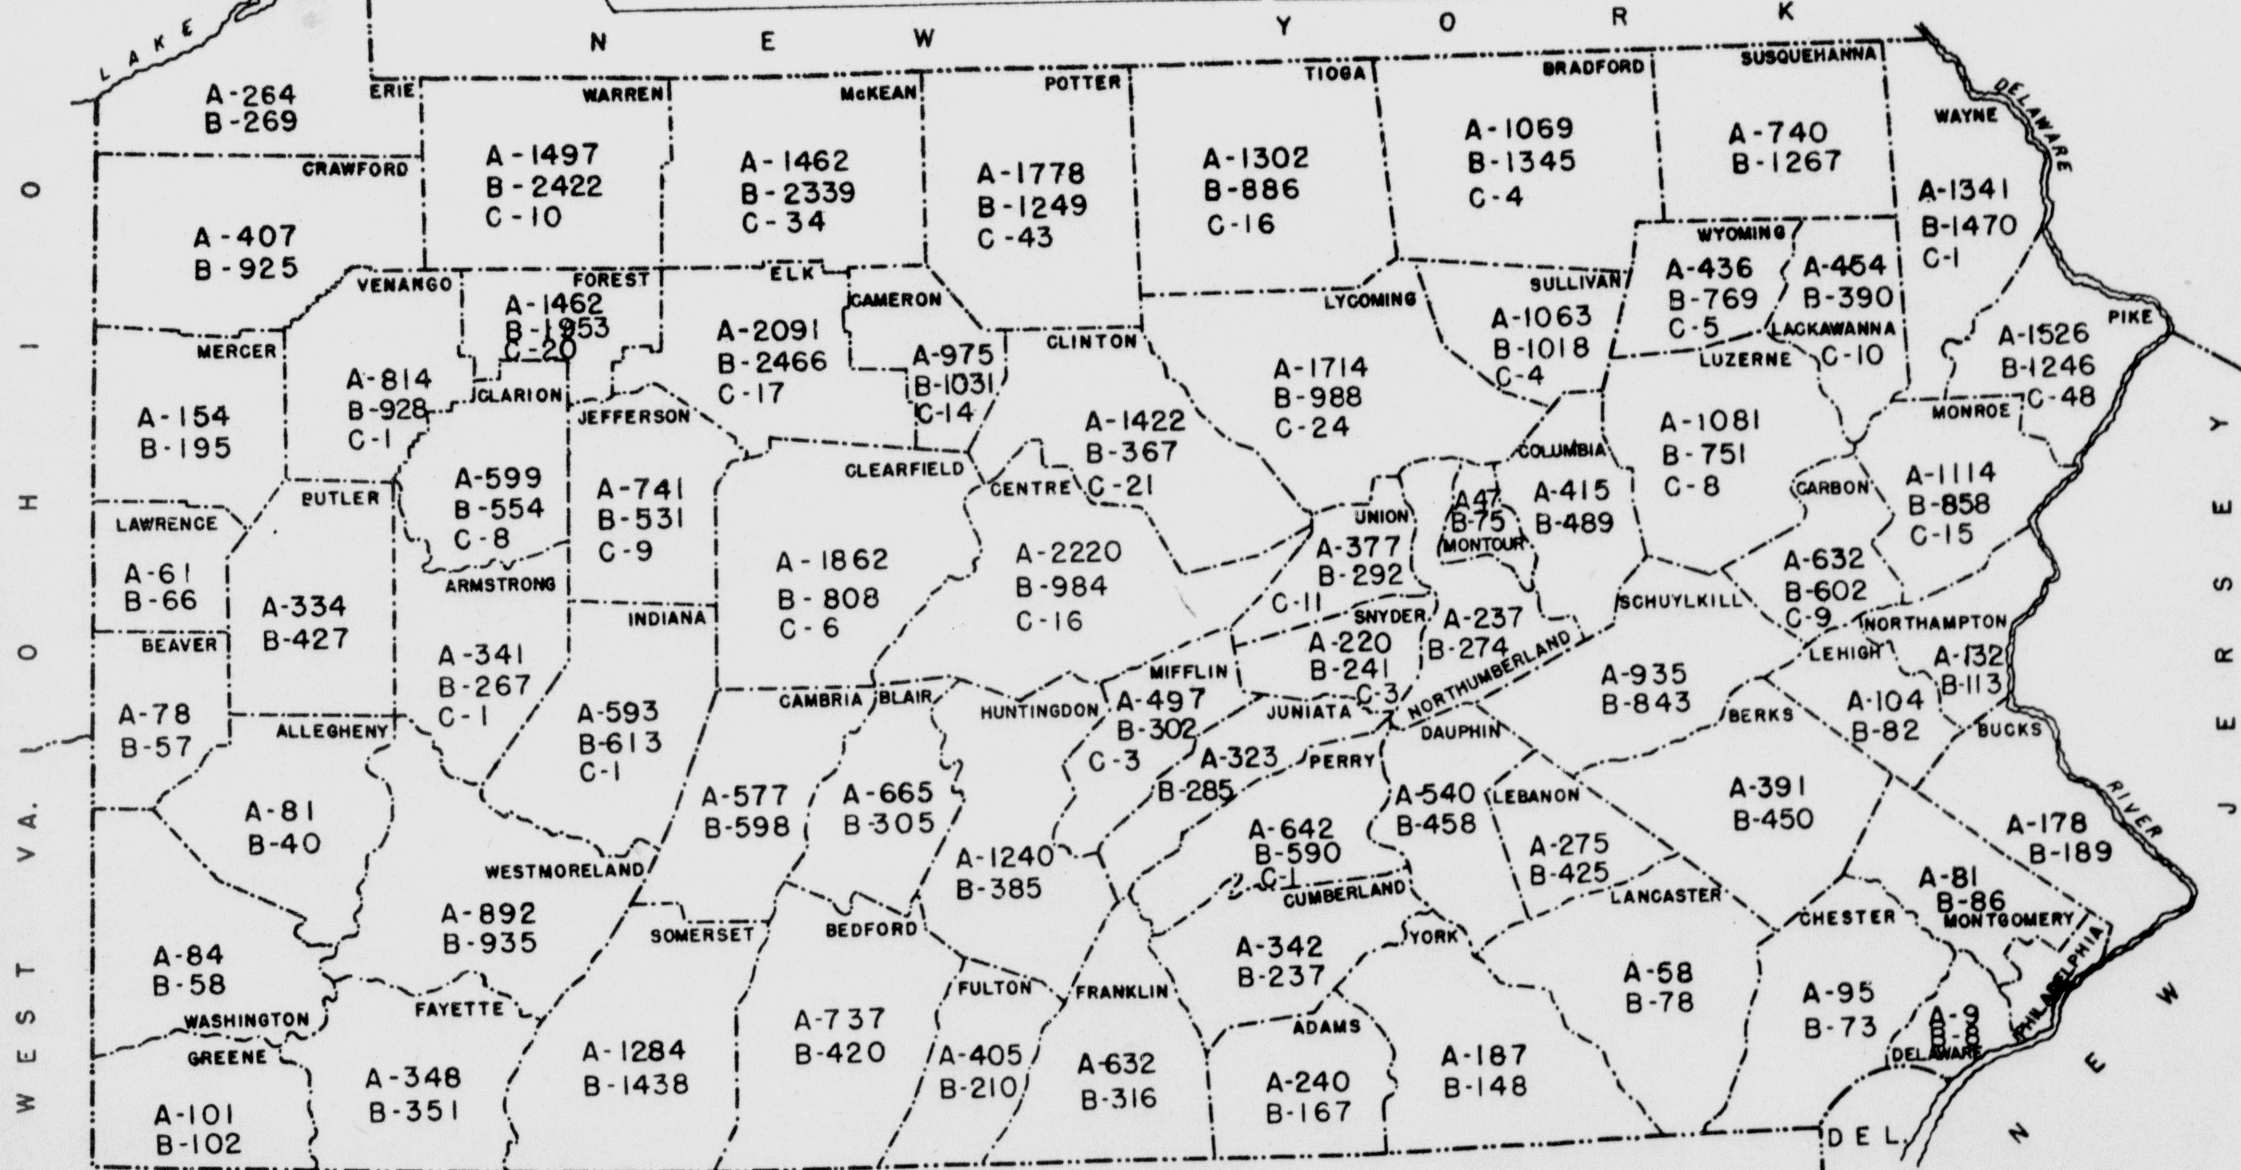 LAKE
NEW YORK
OHIO
WEST VA.
NEW JERSEY
DELAWARE
RIVER
DEL.
ERIE
A-264
B-269
WARREN
A-1497
B-2422
C-10
McKEAN
A-1462
B-2339
C-34
POTTER
A-1778
B-1249
C-43
TIOGA
A-1302
B-886
C-16
BRADFORD
A-1069
B-1345
C-4
SUSQUEHANNA
A-740
B-1267
WAYNE
A-1341
B-1470
C-1
CRAWFORD
A-407
B-925
VENANGO
A-814
B-928
C-1
FOREST
A-1462
B-1953
C-20
ELK
A-2091
B-2466
C-17
CAMERON
A-975
B-1031
C-14
CLINTON
A-1422
B-367
C-21
LYCOMING
A-1714
B-988
C-24
SULLIVAN
A-1063
B-1018
C-4
WYOMING
A-436
B-769
C-5
A-454
B-390
LACKAWANNA
C-10
PIKE
A-1526
B-1246
C-48
MERCER
A-154
B-195
CLARION
A-599
B-554
C-8
JEFFERSON
A-741
B-531
C-9
CLEARFIELD
A-1862
B-808
C-6
CENTRE
A-2220
B-984
C-16
UNION
A-377
B-292
C-11
A-47
B-75
MONTOUR
COLUMBIA
A-415
B-489
LUZERNE
A-1081
B-751
C-8
MONROE
A-1114
B-858
C-15
CARBON
A-632
B-602
C-9
LAWRENCE
A-61
B-66
BUTLER
A-334
B-427
ARMSTRONG
A-341
B-267
C-1
INDIANA
A-593
B-613
C-1
SNYDER
A-220
B-241
C-3
A-237
B-274
NORTHUMBERLAND
SCHUYLKILL
A-935
B-843
NORTHAMPTON
A-132
B-113
LEHIGH
A-104
B-82
BEAVER
A-78
B-57
ALLEGHENY
A-81
B-40
CAMBRIA
A-577
B-598
BLAIR
A-665
B-305
HUNTINGDON
A-1240
B-385
MIFFLIN
A-497
B-302
C-3
JUNIATA
A-323
B-285
PERRY
A-642
B-590
C-1
DAUPHIN
A-540
B-458
LEBANON
A-275
B-425
BERKS
A-391
B-450
BUCKS
A-178
B-189
WESTMORELAND
A-892
B-935
CUMBERLAND
A-342
B-237
LANCASTER
A-58
B-78
CHESTER
A-95
B-73
A-81
B-86
MONTGOMERY
PHILADELPHIA
A-9
B-8
DELAWARE
A-84
B-58
WASHINGTON
GREENE
A-101
B-102
FAYETTE
A-348
B-351
SOMERSET
A-1284
B-1438
BEDFORD
A-737
B-420
FULTON
A-405
B-210
FRANKLIN
A-632
B-316
ADAMS
A-240
B-167
YORK
A-187
B-148